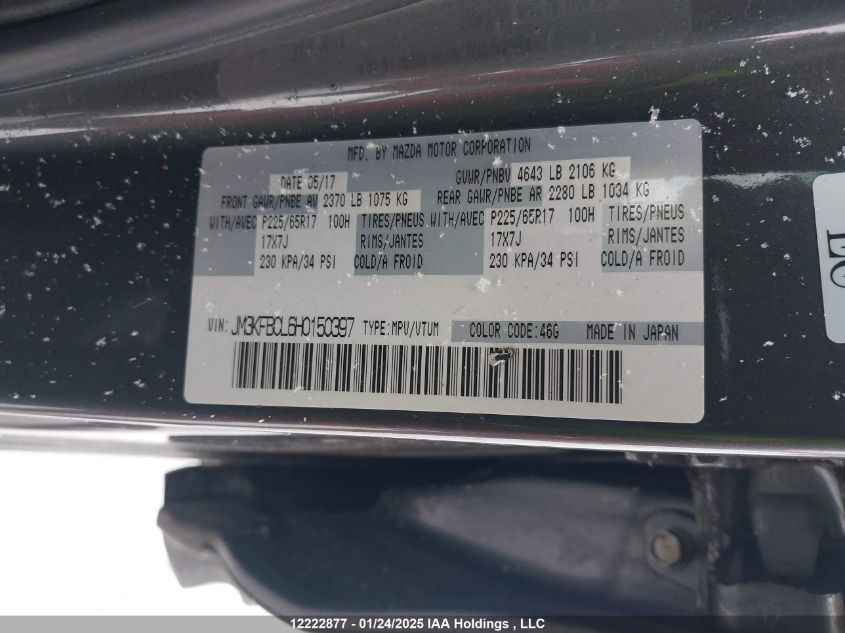 MFD. BY MAZDA MOTOR CORPORATION
DATE 05/17 GVWR/PNBV 4643 LB 2106 KG
FRONT GAWR/PNBE AV 2370 LB 1075 KG REAR GAWR/PNBE AR 2280 LB 1034 KG
WITH/AVEC P225/65R17 100H TIRES/PNEUS WITH/AVEC P225/65R17 100H TIRES/PNEUS
17X7J RIMS/JANTES 17X7J RIMS/JANTES
230 KPA/34 PSI COLD/A FROID 230 KPA/34 PSI COLD/A FROID
VIN: JM3KFBCL6H0150397 TYPE:MPV/VTUM COLOR CODE:46G MADE IN JAPAN
12222877 - 01/24/2025 IAA Holdings , LLC